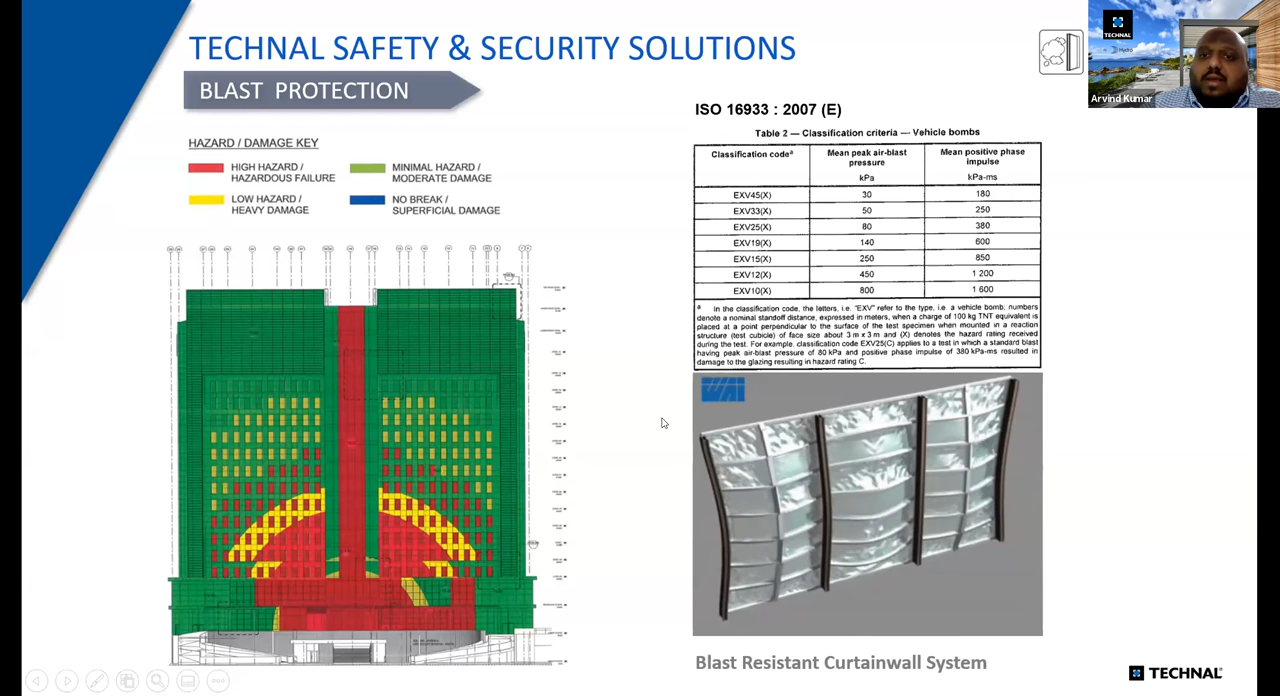 TECHNAL SAFETY & SECURITY SOLUTIONS
BLAST PROTECTION
HAZARD / DAMAGE KEY
HIGH HAZARD /
HAZARDOUS FAILURE
MINIMAL HAZARD /
MODERATE DAMAGE
LOW HAZARD /
HEAVY DAMAGE
NO BREAK /
SUPERFICIAL DAMAGE
ISO 16933 : 2007 (E)
Table 2 — Classification criteria — Vehicle bombs
Classification codeᵃ
Mean peak air-blast
pressure
kPa
Mean positive phase
impulse
kPa-ms
EXV45(X) 30 180
EXV33(X) 50 250
EXV25(X) 80 380
EXV19(X) 140 600
EXV15(X) 250 850
EXV12(X) 450 1 200
EXV10(X) 800 1 600
ᵃ In the classification code, the letters, i.e. "EXV" refer to the type, i.e a vehicle bomb; numbers
denote a nominal standoff distance, expressed in meters, when a charge of 100 kg TNT equivalent is
placed at a point perpendicular to the surface of the test specimen when mounted in a reaction
structure (test cubicle) of face size about 3 m x 3 m and (X) denotes the hazard rating received
during the test. For example, classification code EXV25(C) applies to a test in which a standard blast
having peak air-blast pressure of 80 kPa and positive phase impulse of 380 kPa-ms resulted in
damage to the glazing resulting in hazard rating C.
WAI
Blast Resistant Curtainwall System
TECHNAL
TECHNAL
Hydro
Arvind Kumar